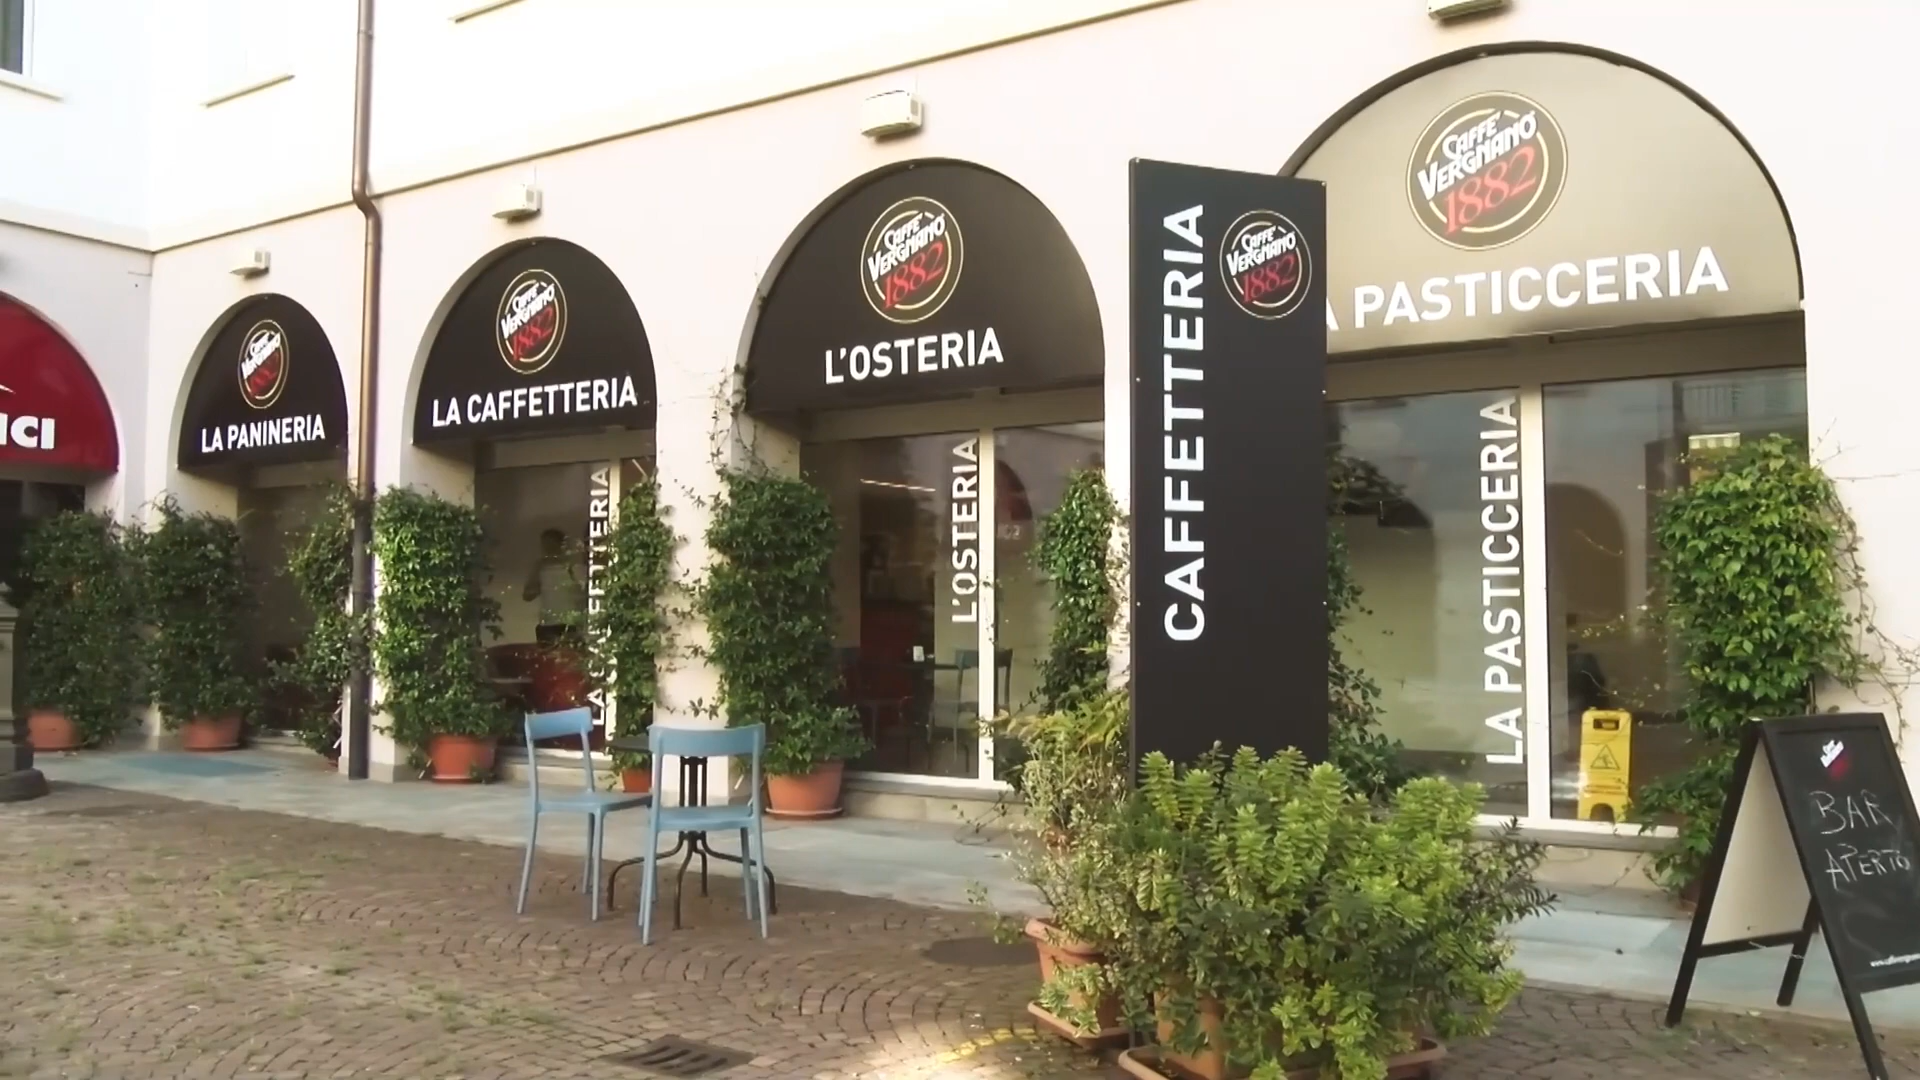 ICI
CAFFÈ
VERGNANO
1882
LA PANINERIA
CAFFÈ
VERGNANO
1882
LA CAFFETTERIA
LA CAFFETTERIA
CAFFÈ
VERGNANO
1882
L'OSTERIA
L'OSTERIA
CAFFETTERIA
CAFFÈ
VERGNANO
1882
CAFFÈ
VERGNANO
1882
A PASTICCERIA
LA PASTICCERIA
BAR
APERTO